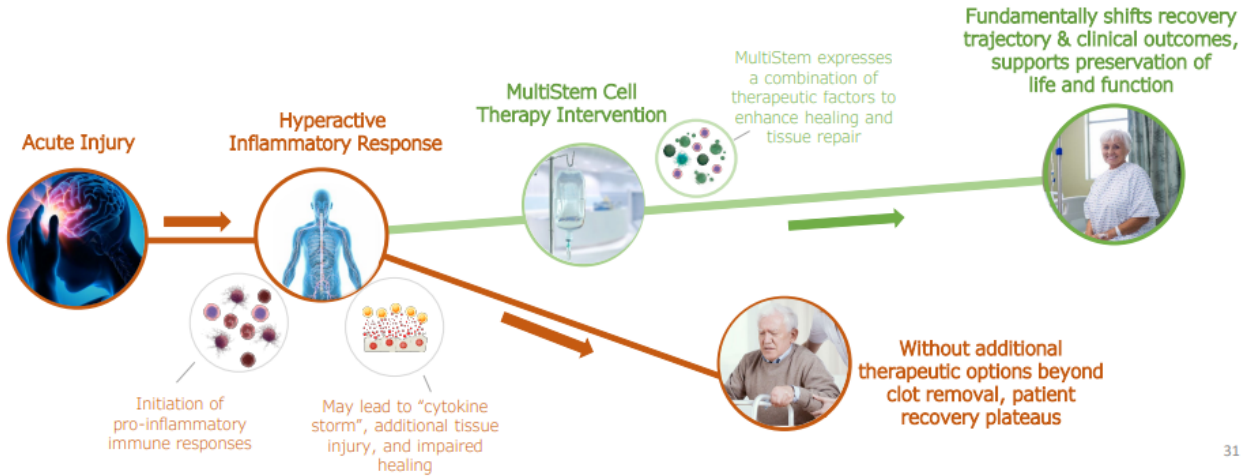 Acute Injury
Hyperactive
Inflammatory Response
Initiation of
pro-inflammatory
immune responses
May lead to “cytokine
storm”, additional tissue
injury, and impaired
healing
MultiStem Cell
Therapy Intervention
MultiStem expresses
a combination of
therapeutic factors to
enhance healing and
tissue repair
Fundamentally shifts recovery
trajectory & clinical outcomes,
supports preservation of
life and function
Without additional
therapeutic options beyond
clot removal, patient
recovery plateaus
31